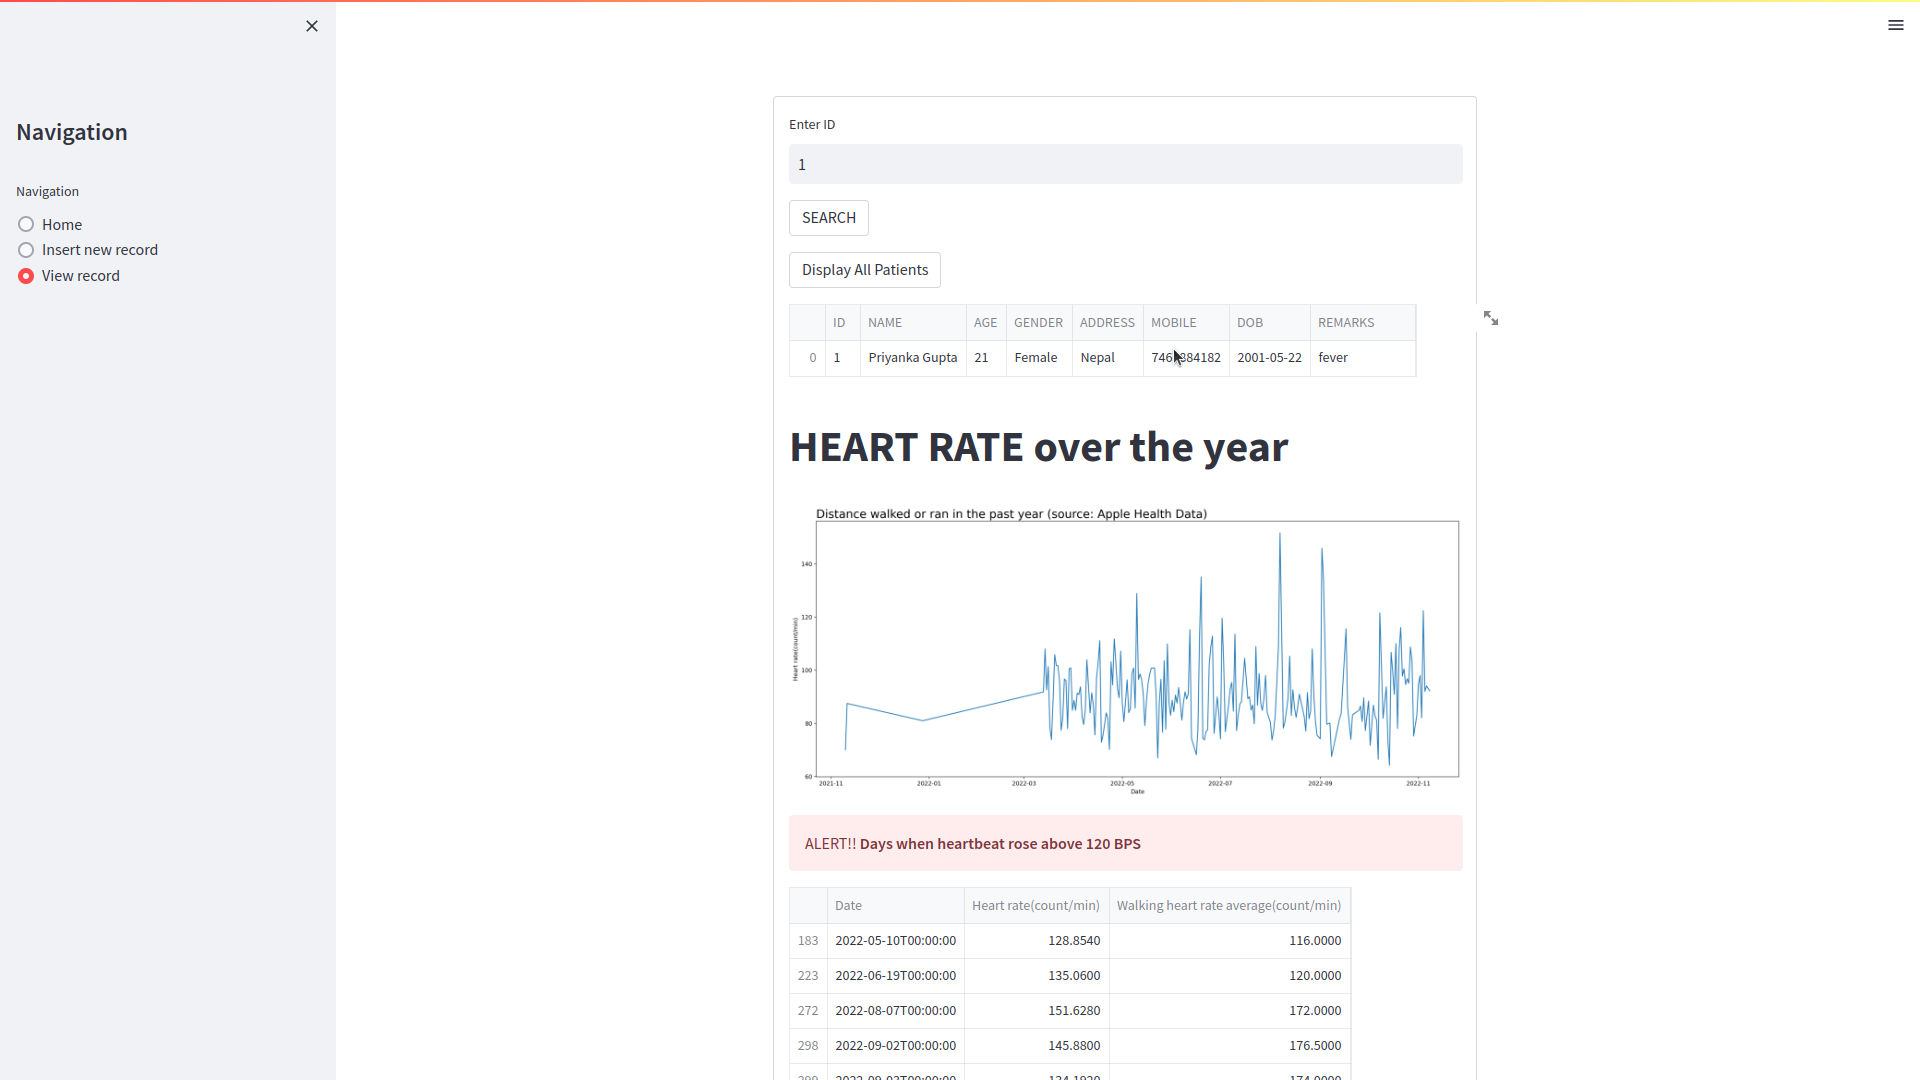 Navigation
Navigation
Home
Insert new record
View record
Enter ID
1
SEARCH
Display All Patients
ID NAME AGE GENDER ADDRESS MOBILE DOB REMARKS
0 1 Priyanka Gupta 21 Female Nepal 2001-05-22 fever
HEART RATE over the year
Distance walked or ran in the past year (source: Apple Health Data)
Heart rate(count/min)
140
120
100
80
60
2021-11 2022-01 2022-03 2022-05 2022-07 2022-09 2022-11
Date
ALERT!! Days when heartbeat rose above 120 BPS
Date Heart rate(count/min) Walking heart rate average(count/min)
183 2022-05-10T00:00:00 128.8540 116.0000
223 2022-06-19T00:00:00 135.0600 120.0000
272 2022-08-07T00:00:00 151.6280 172.0000
298 2022-09-02T00:00:00 145.8800 176.5000